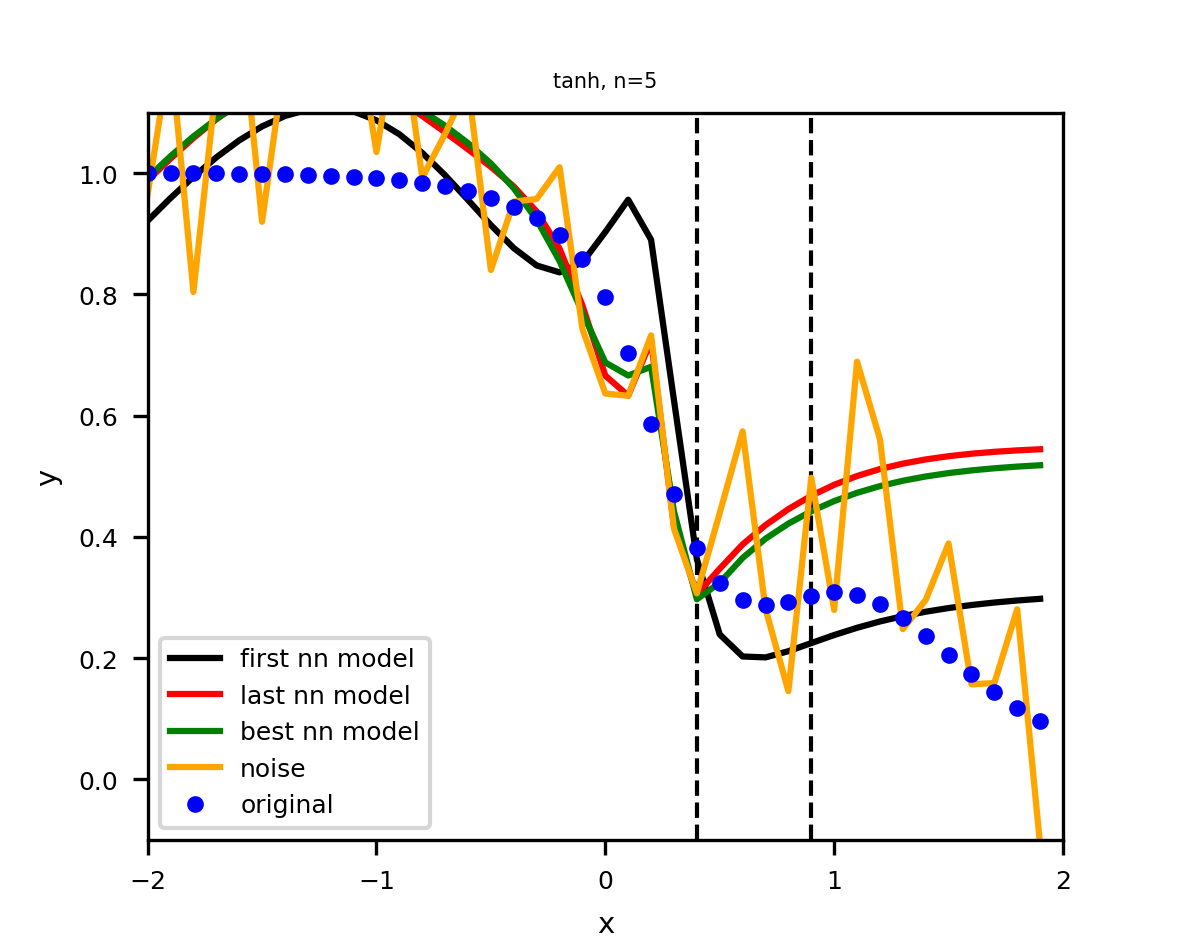 tanh, n=5
1.0
0.8
0.6
0.4
0.2
0.0
y
first nn model
last nn model
best nn model
noise
original
−2
−1
0
1
2
x